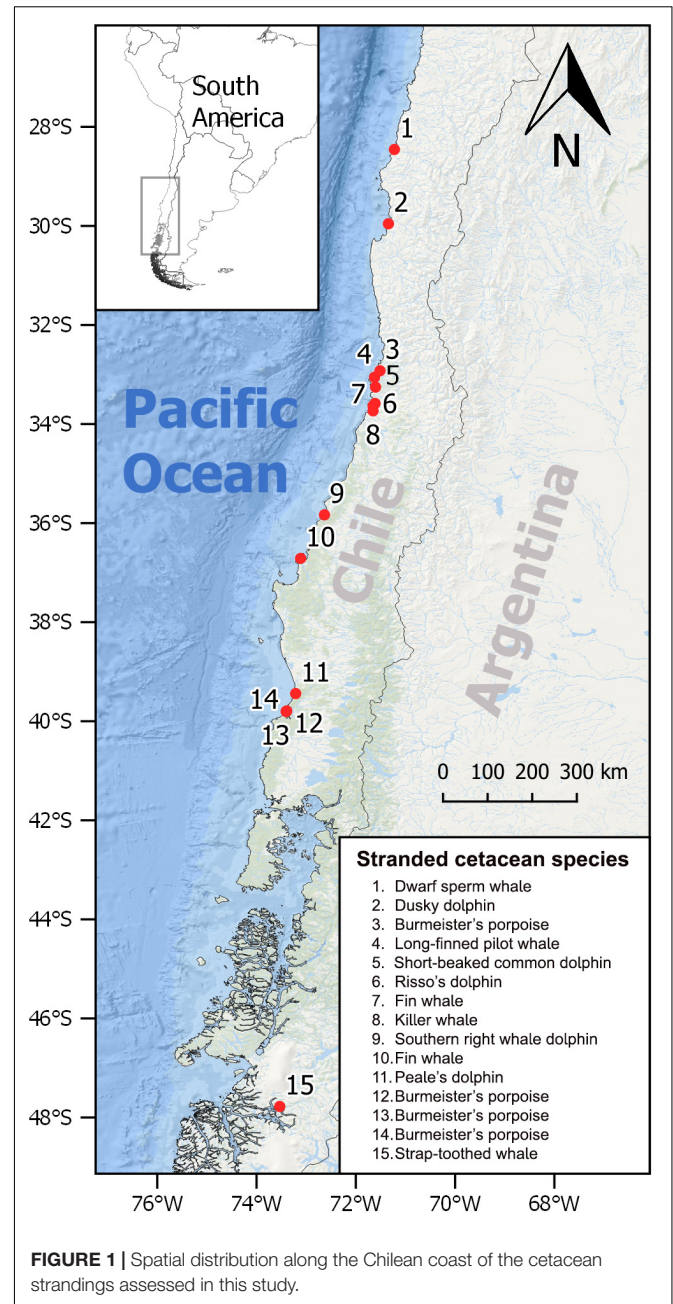 South
America
N
28°S
30°S
32°S
34°S
36°S
38°S
40°S
42°S
44°S
46°S
48°S
1
2
3
4
5
7
6
8
9
10
11
14
12
13
15
Pacific
Ocean
Chile
Argentina
0 100 200 300 km
Stranded cetacean species
1. Dwarf sperm whale
2. Dusky dolphin
3. Burmeister's porpoise
4. Long-finned pilot whale
5. Short-beaked common dolphin
6. Risso's dolphin
7. Fin whale
8. Killer whale
9. Southern right whale dolphin
10. Fin whale
11. Peale's dolphin
12. Burmeister's porpoise
13. Burmeister's porpoise
14. Burmeister's porpoise
15. Strap-toothed whale
76°W 74°W 72°W 70°W 68°W
FIGURE 1 | Spatial distribution along the Chilean coast of the cetacean
strandings assessed in this study.